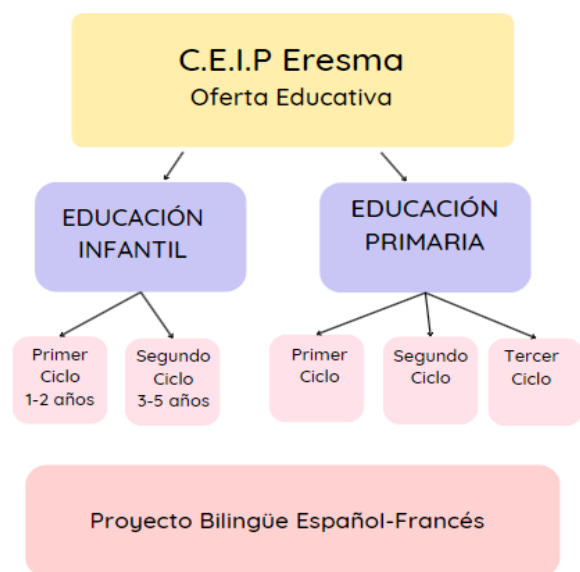 C.E.I.P Eresma
Oferta Educativa
EDUCACIÓN
INFANTIL
EDUCACIÓN
PRIMARIA
Primer
Ciclo
1-2 años
Segundo
Ciclo
3-5 años
Primer
Ciclo
Segundo
Ciclo
Tercer
Ciclo
Proyecto Bilingüe Español-Francés